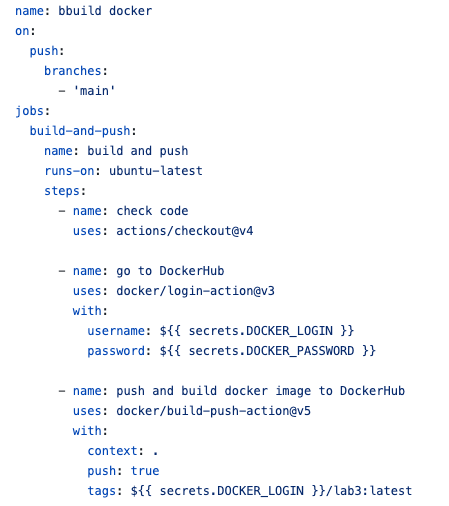 name: bbuild docker
on:
  push:
    branches:
      - 'main'
jobs:
  build-and-push:
    name: build and push
    runs-on: ubuntu-latest
    steps:
      - name: check code
        uses: actions/checkout@v4

      - name: go to DockerHub
        uses: docker/login-action@v3
        with:
          username: ${{ secrets.DOCKER_LOGIN }}
          password: ${{ secrets.DOCKER_PASSWORD }}

      - name: push and build docker image to DockerHub
        uses: docker/build-push-action@v5
        with:
          context: .
          push: true
          tags: ${{ secrets.DOCKER_LOGIN }}/lab3:latest